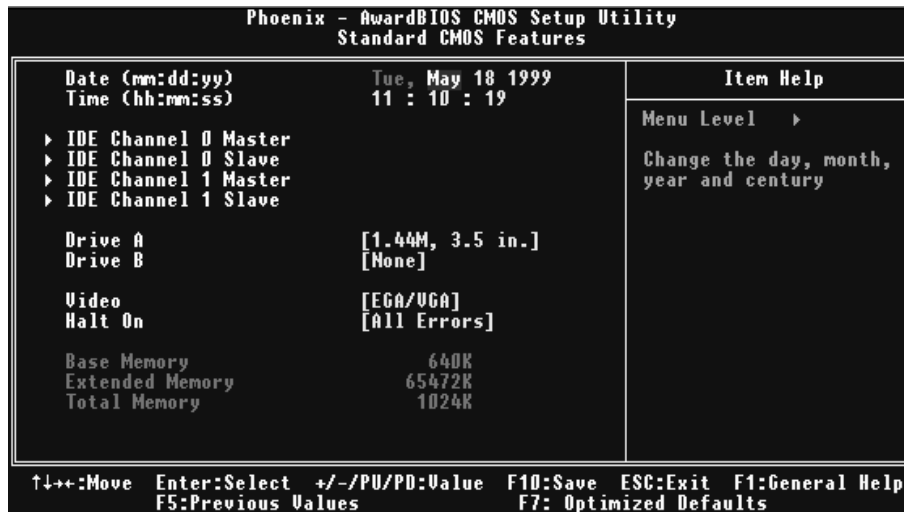 Phoenix - AwardBIOS CMOS Setup Utility
Standard CMOS Features
Date (mm:dd:yy) Tue, May 18 1999
Time (hh:mm:ss) 11 : 10 : 19
IDE Channel 0 Master
IDE Channel 0 Slave
IDE Channel 1 Master
IDE Channel 1 Slave
Drive A [1.44M, 3.5 in.]
Drive B [None]
Video [EGA/VGA]
Halt On [All Errors]
Base Memory 640K
Extended Memory 65472K
Total Memory 1024K
Item Help
Menu Level
Change the day, month,
year and century
↑↓→←:Move Enter:Select +/-/PU/PD:Value F10:Save ESC:Exit F1:General Help
F5:Previous Values F7: Optimized Defaults